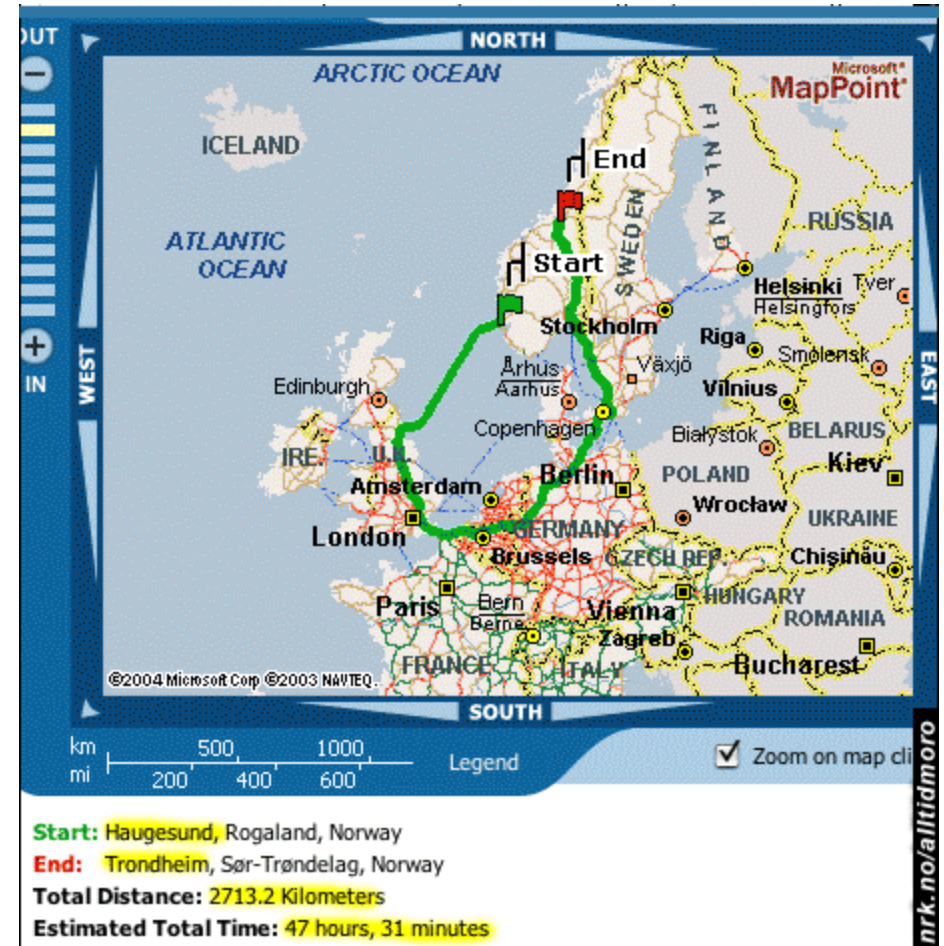 OUT
NORTH
ARCTIC OCEAN
Microsoft®
MapPoint®
ICELAND
FINLAND
End
SWEDEN
RUSSIA
ATLANTIC
OCEAN
Start
Helsinki
Helsingfors
Tver
Stockholm
Riga
Smolensk
IN
WEST
EAST
Edinburgh
Århus
Aarhus
Växjö
Vilnius
Copenhagen
Białystok
BELARUS
IRE.
U.K.
Amsterdam
Berlin
POLAND
Kiev
Wrocław
London
GERMANY
UKRAINE
Brussels
CZECH REP.
Chişinău
Paris
Bern
Berne
Vienna
HUNGARY
ROMANIA
Zagreb
FRANCE
ITALY
Bucharest
©2004 Microsoft Corp ©2003 NAVTEQ.
SOUTH
km 500 1000
mi 200 400 600
Legend
Zoom on map cli
Start: Haugesund, Rogaland, Norway
End: Trondheim, Sør-Trøndelag, Norway
Total Distance: 2713.2 Kilometers
Estimated Total Time: 47 hours, 31 minutes
nrk.no/alltidmoro